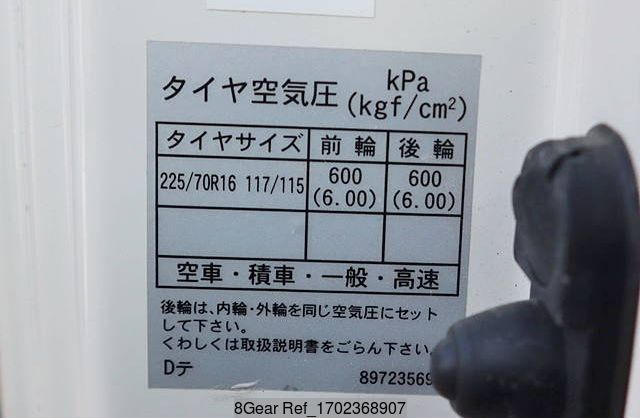 タイヤ空気圧 kPa (kgf/cm²)
タイヤサイズ 前輪 後輪
225/70R16 117/115 600 (6.00) 600 (6.00)
空車・積車・一般・高速
後輪は、内輪・外輪を同じ空気圧にセット
して下さい。
くわしくは取扱説明書をごらん下さい。
Dテ
8Gear Ref_1702368907